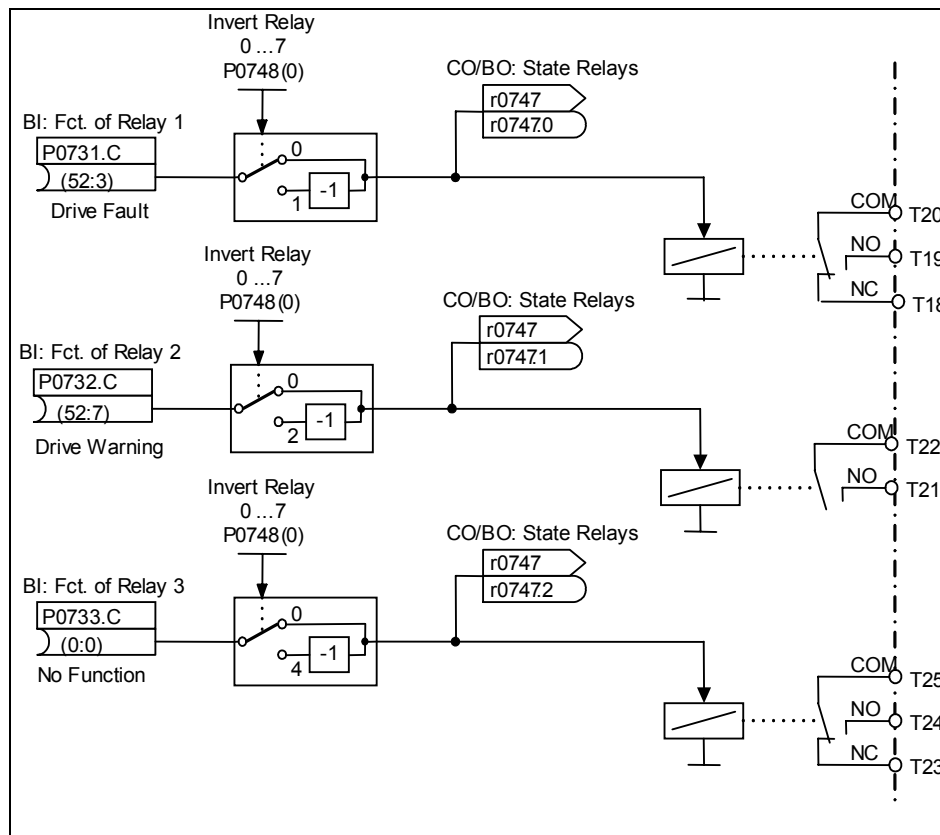 Invert Relay
0 ...7
P0748(0)
CO/BO: State Relays
r0747
r0747.0
BI: Fct. of Relay 1
P0731.C
(52:3)
Drive Fault
0
1
-1
COM
T20
NO
T19
NC
T18
Invert Relay
0 ...7
P0748(0)
CO/BO: State Relays
r0747
r0747.1
BI: Fct. of Relay 2
P0732.C
(52:7)
Drive Warning
0
2
-1
COM
T22
NO
T21
Invert Relay
0 ...7
P0748(0)
CO/BO: State Relays
r0747
r0747.2
BI: Fct. of Relay 3
P0733.C
(0:0)
No Function
0
4
-1
COM
T25
NO
T24
NC
T23